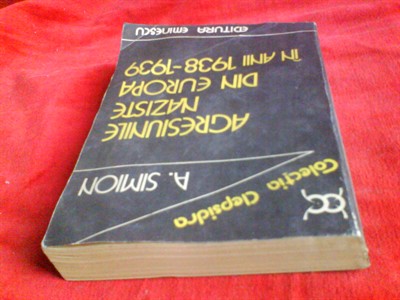 Colecția Clepsidra
A. SIMION
AGRESIUNILE
NAZISTE
DIN EUROPA
ÎN ANII 1938-1939
EDITURA EMINESCU